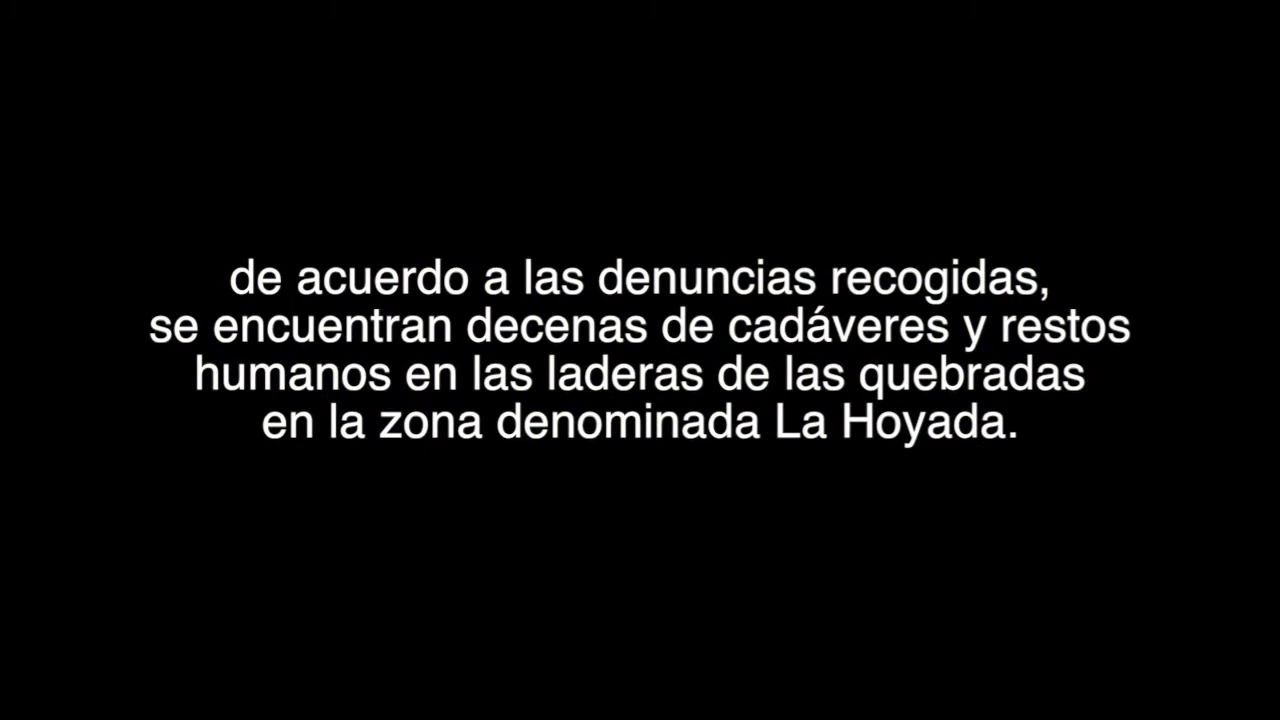 de acuerdo a las denuncias recogidas,
se encuentran decenas de cadáveres y restos
humanos en las laderas de las quebradas
en la zona denominada La Hoyada.